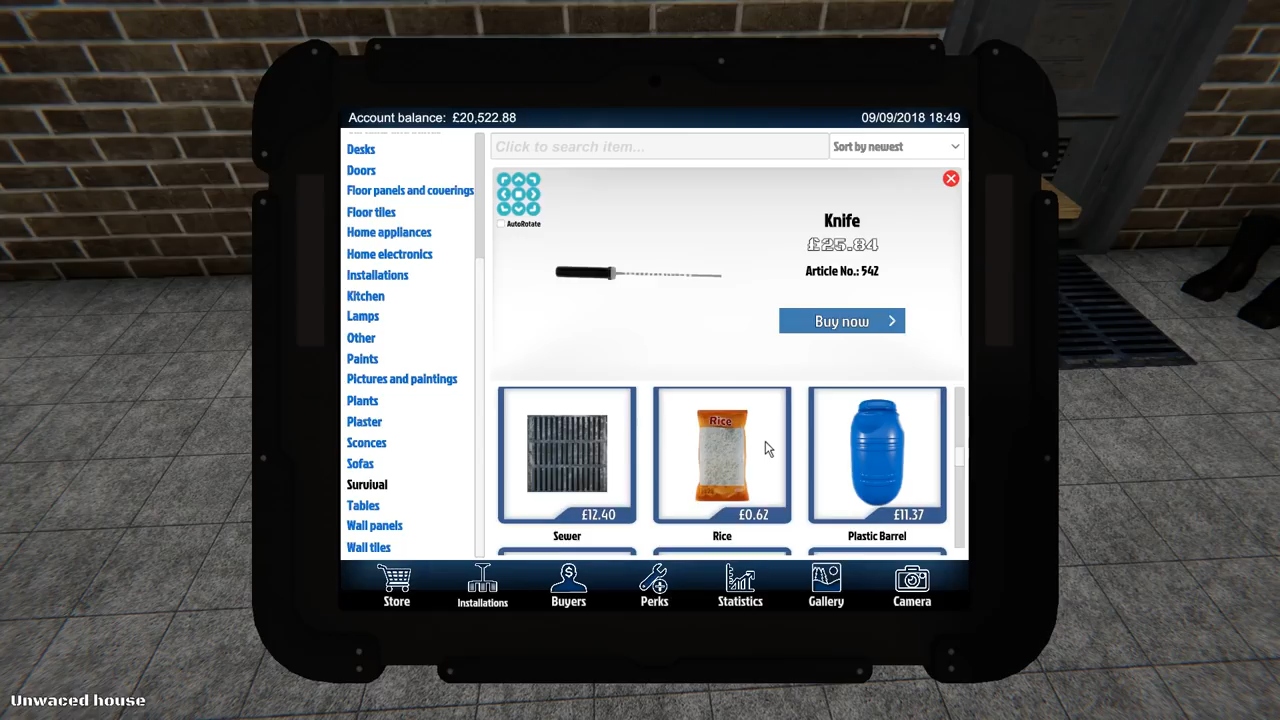 Account balance: £20,522.88
09/09/2018 18:49
Click to search item...
Sort by newest
Desks
Doors
Floor panels and coverings
Floor tiles
Home appliances
Home electronics
Installations
Kitchen
Lamps
Other
Paints
Pictures and paintings
Plants
Plaster
Sconces
Sofas
Survival
Tables
Wall panels
Wall tiles
AutoRotate
Knife
£25.84
Article No.: 542
Buy now
£12.40
Sewer
Rice
£0.62
Rice
£11.37
Plastic Barrel
Store
Installations
Buyers
Perks
Statistics
Gallery
Camera
Unwaced house